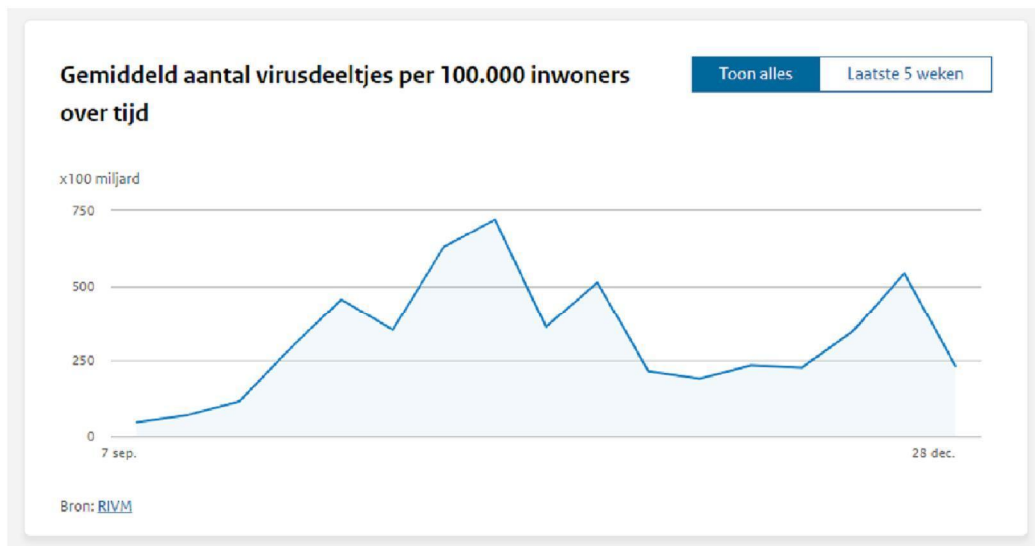 Gemiddeld aantal virusdeeltjes per 100.000 inwoners
over tijd
Toon alles
Laatste 5 weken
x100 miljard
750
500
250
0
7 sep.
28 dec.
Bron: RIVM